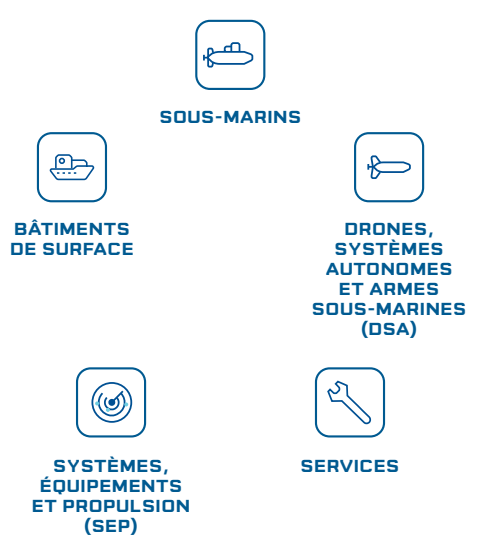 SOUS-MARINS
BÂTIMENTS
DE SURFACE
DRONES,
SYSTÈMES
AUTONOMES
ET ARMES
SOUS-MARINES
(DSA)
SYSTÈMES,
ÉQUIPEMENTS
ET PROPULSION
(SEP)
SERVICES